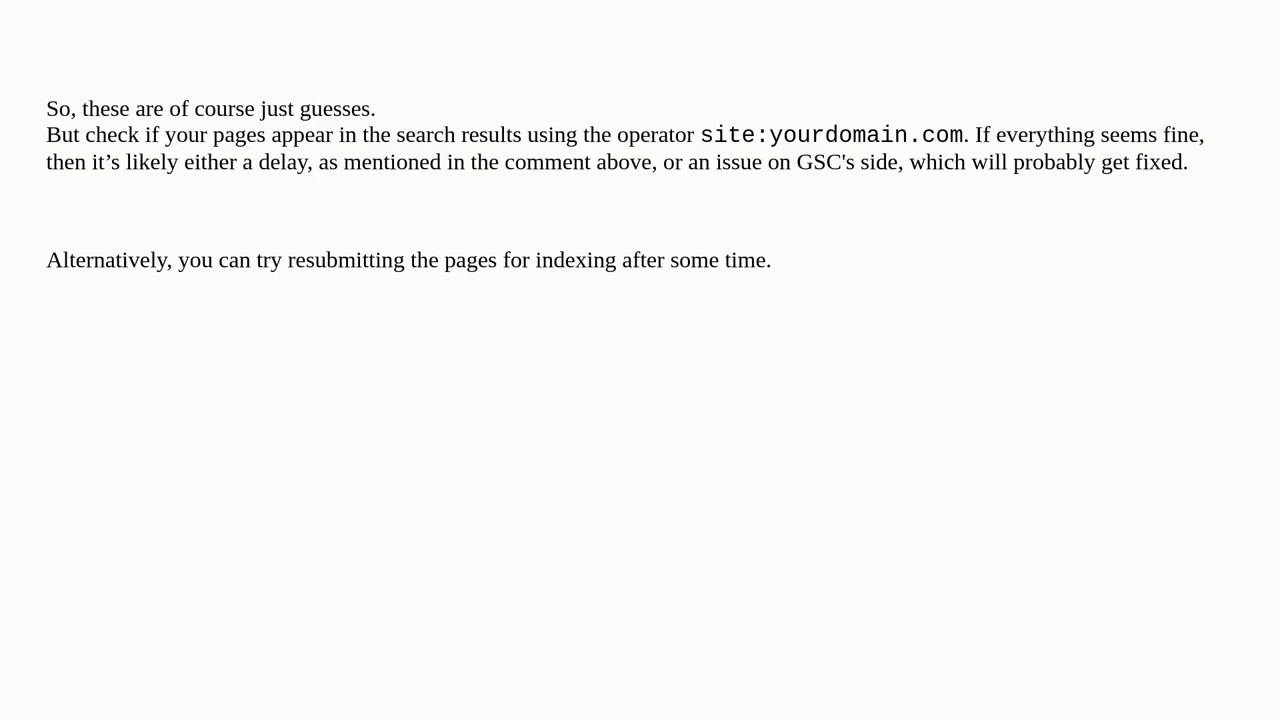 So, these are of course just guesses.
But check if your pages appear in the search results using the operator site:yourdomain.com. If everything seems fine,
then it’s likely either a delay, as mentioned in the comment above, or an issue on GSC's side, which will probably get fixed.
Alternatively, you can try resubmitting the pages for indexing after some time.